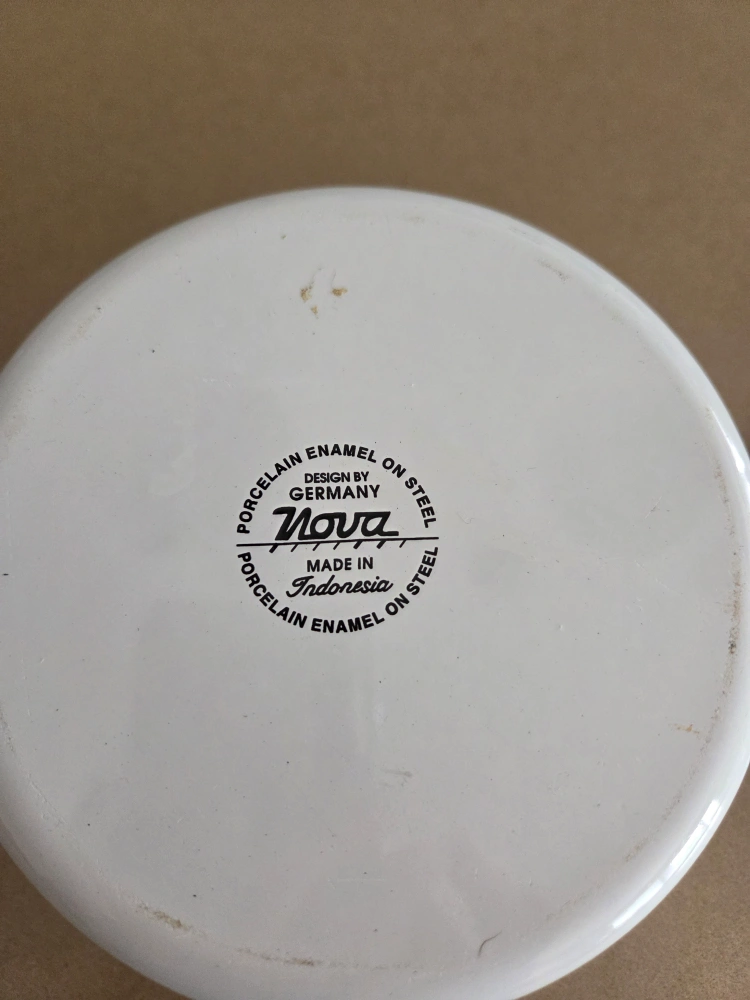 PORCELAIN ENAMEL ON STEEL
DESIGN BY
GERMANY
Nova
MADE IN
Indonesia
PORCELAIN ENAMEL ON STEEL